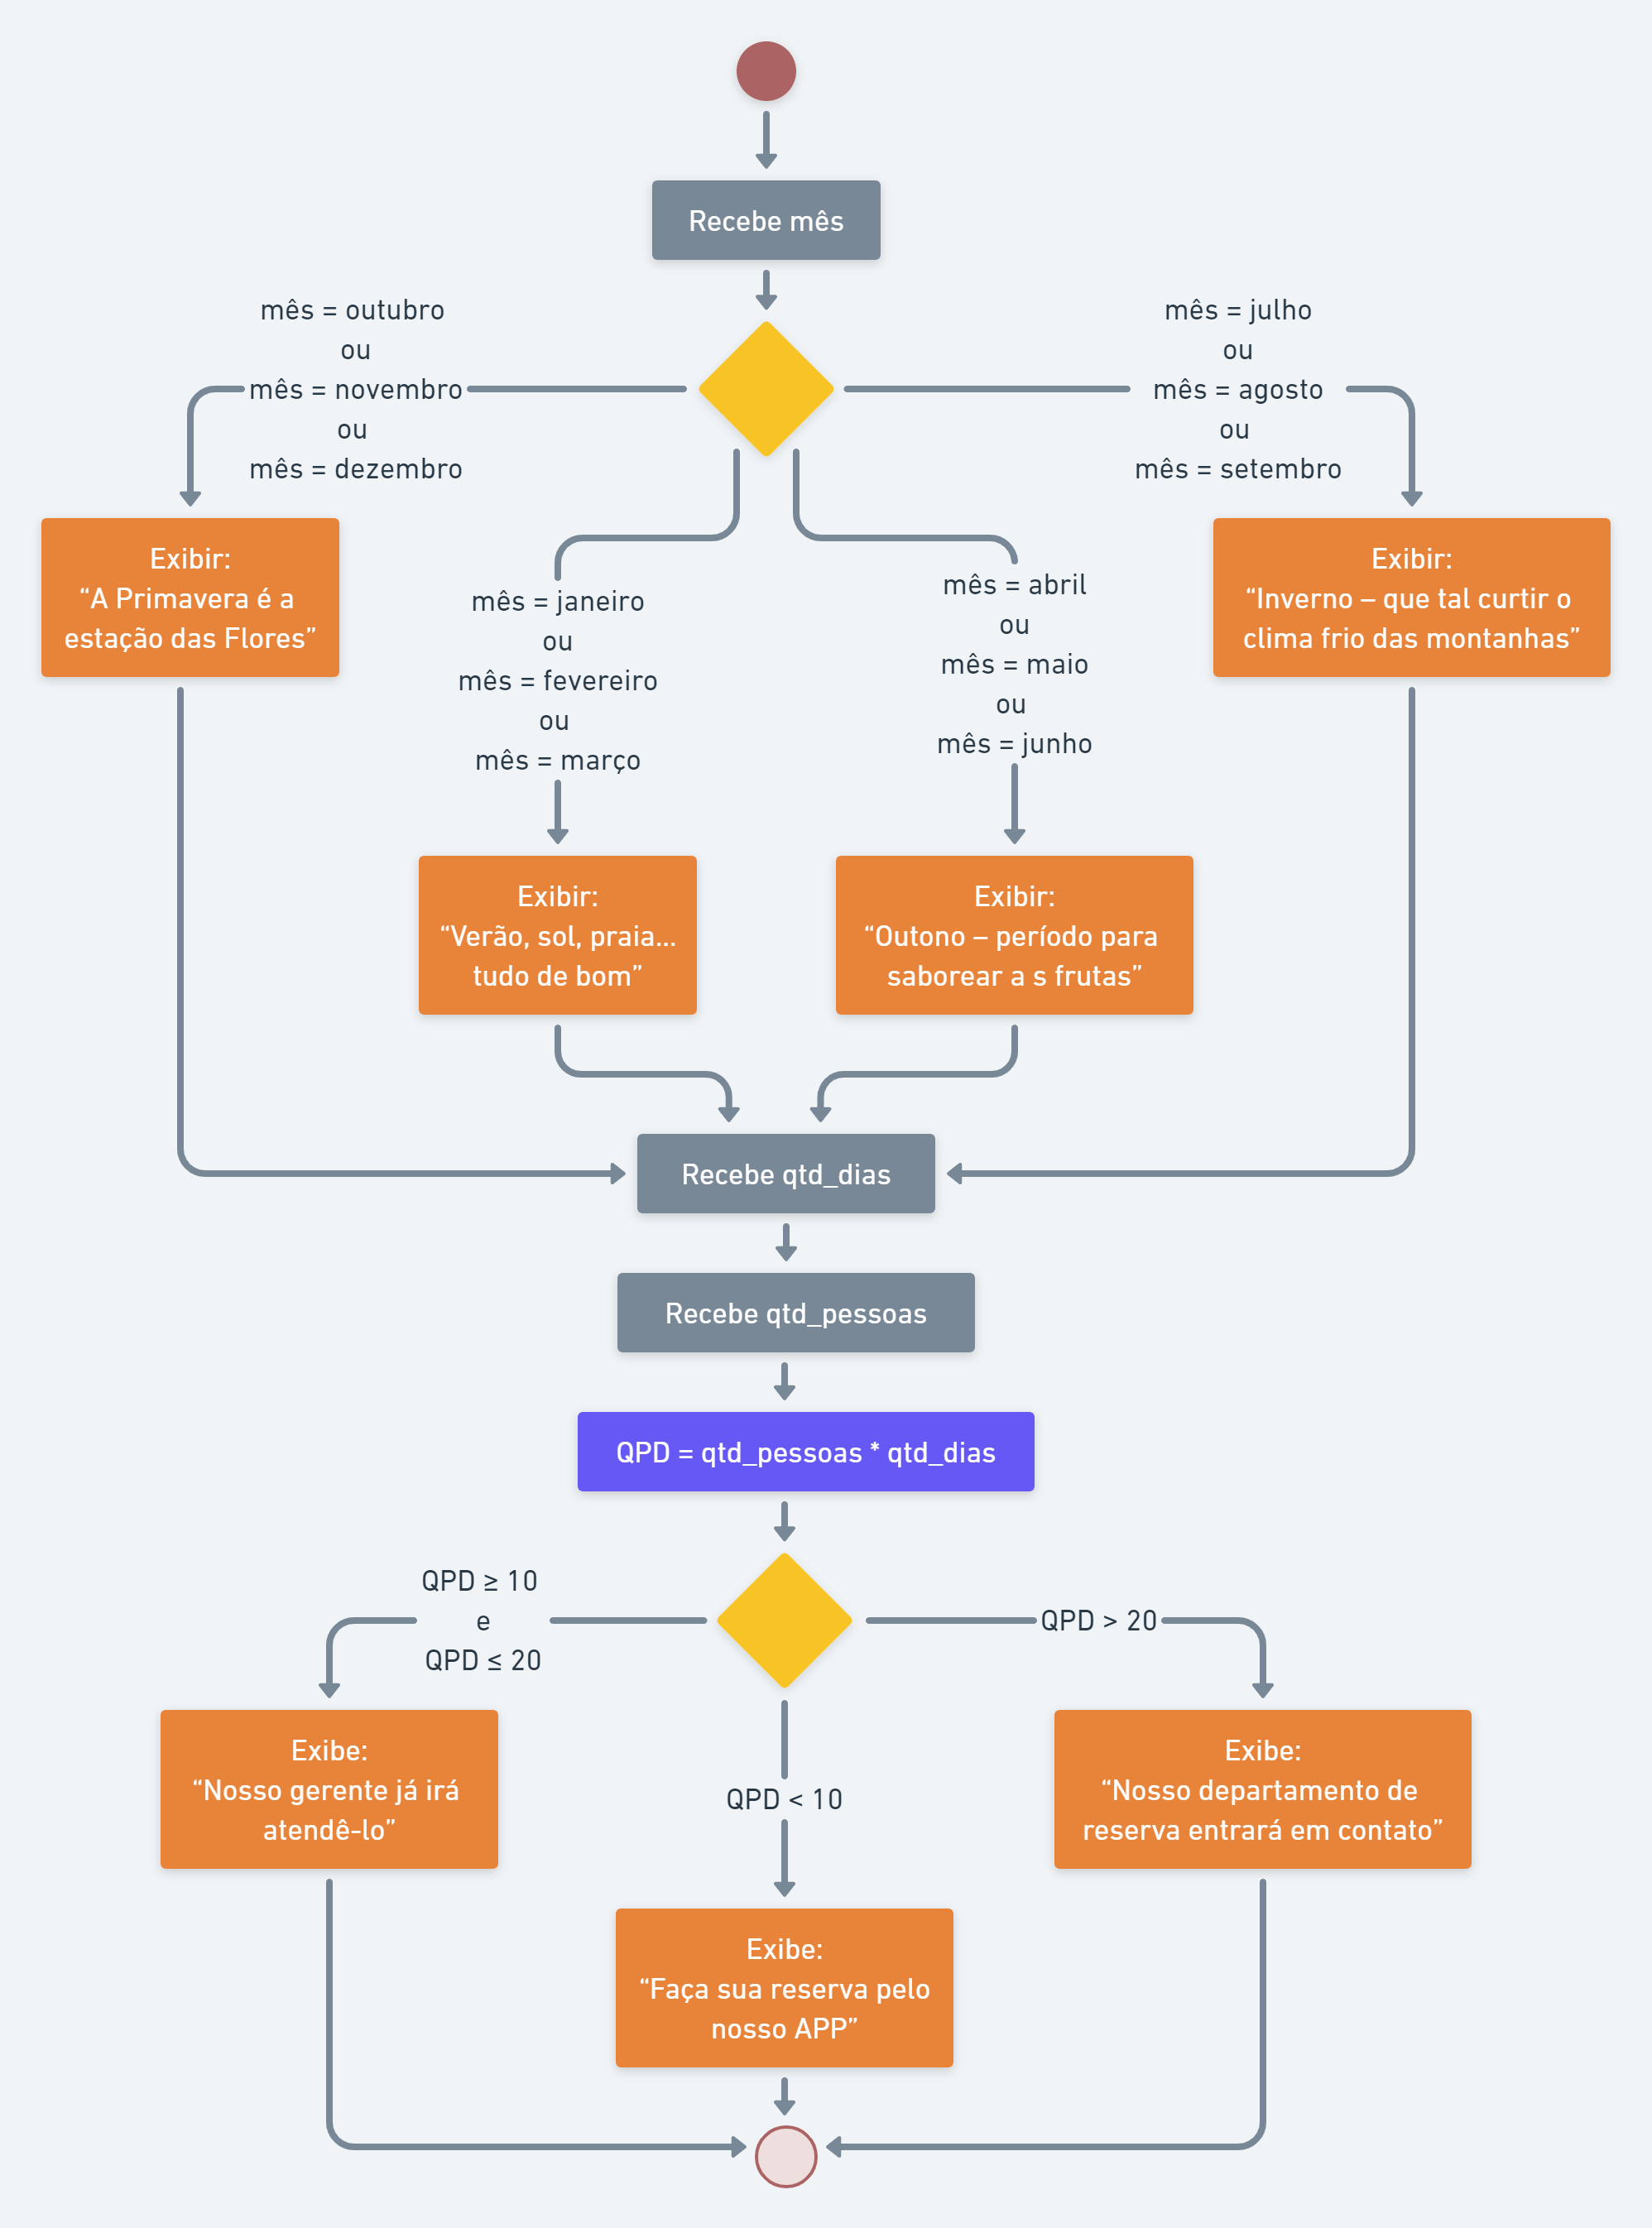 Recebe mês
mês = outubro
ou
mês = novembro
ou
mês = dezembro
mês = julho
ou
mês = agosto
ou
mês = setembro
Exibir:
“A Primavera é a
estação das Flores”
mês = janeiro
ou
mês = fevereiro
ou
mês = março
mês = abril
ou
mês = maio
ou
mês = junho
Exibir:
“Inverno – que tal curtir o
clima frio das montanhas”
Exibir:
“Verão, sol, praia...
tudo de bom”
Exibir:
“Outono – período para
saborear a s frutas”
Recebe qtd_dias
Recebe qtd_pessoas
QPD = qtd_pessoas * qtd_dias
QPD ≥ 10
e
QPD ≤ 20
QPD > 20
Exibe:
“Nosso gerente já irá
atendê-lo”
QPD < 10
Exibe:
“Nosso departamento de
reserva entrará em contato”
Exibe:
“Faça sua reserva pelo
nosso APP”